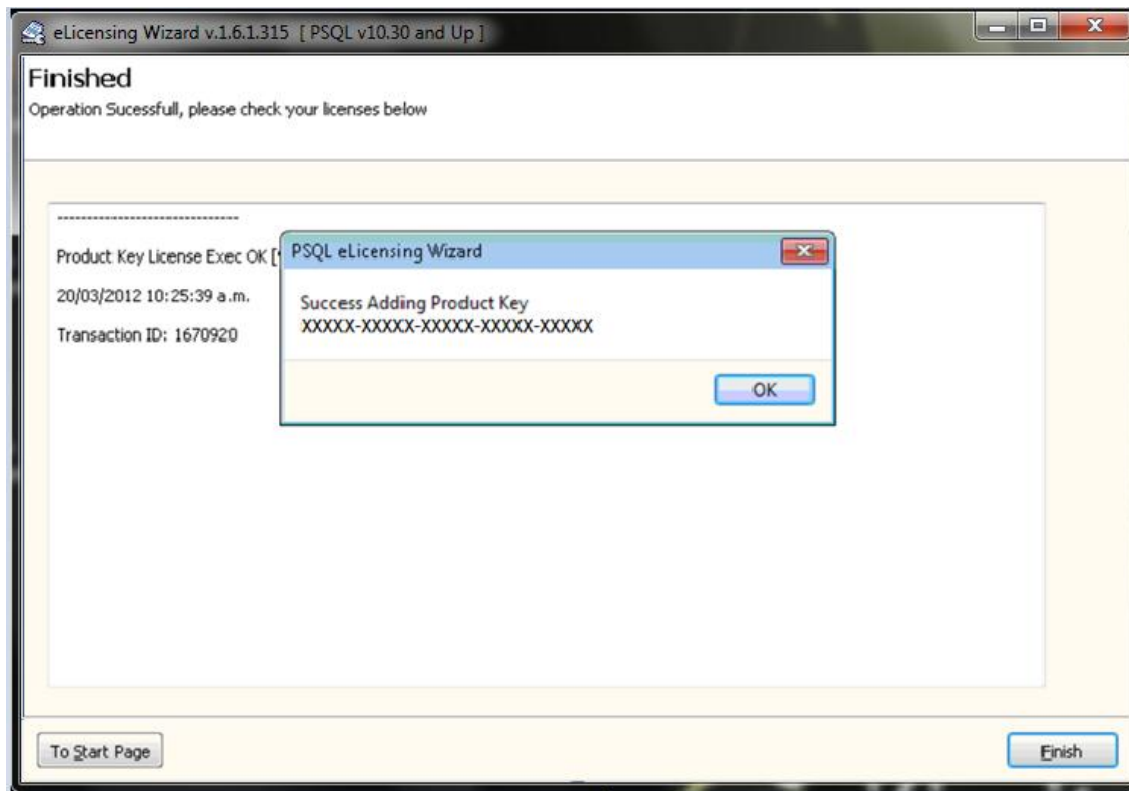 eLicensing Wizard v.1.6.1.315 [ PSQL v10.30 and Up ]
Finished
Operation Sucessfull, please check your licenses below
-------------------------------
Product Key License Exec OK [
20/03/2012 10:25:39 a.m.
Transaction ID: 1670920
PSQL eLicensing Wizard
Success Adding Product Key
XXXXX-XXXXX-XXXXX-XXXXX-XXXXX
OK
To Start Page
Finish